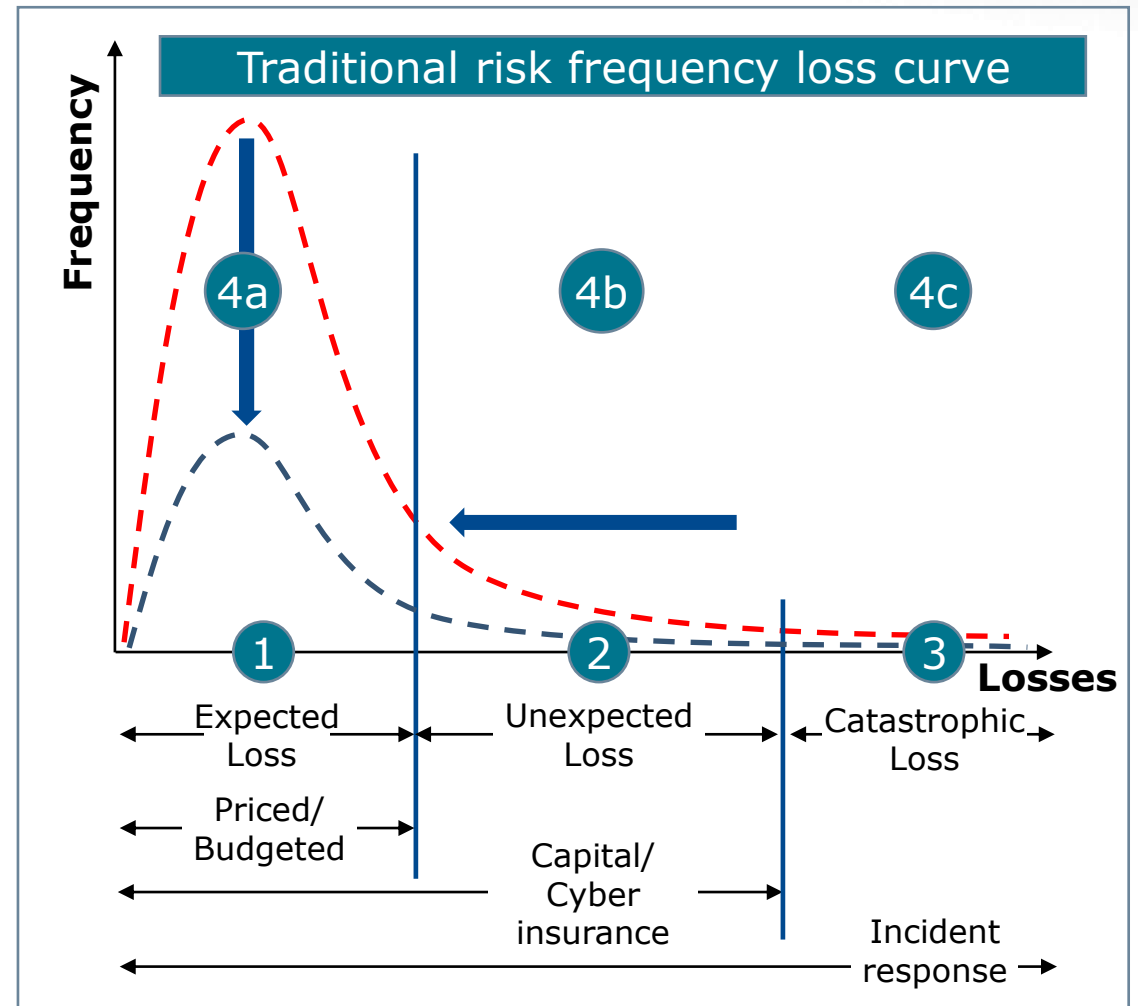 Traditional risk frequency loss curve
Frequency
4a
4b
4c
1
2
3
Losses
Expected
Loss
Unexpected
Loss
Catastrophic
Loss
Priced/
Budgeted
Capital/
Cyber
insurance
Incident
response